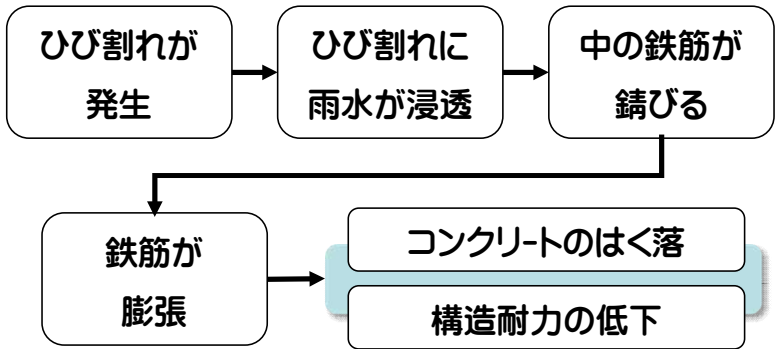 ひび割れが
発生
ひび割れに
雨水が浸透
中の鉄筋が
錆びる
鉄筋が
膨張
コンクリートのはく落
構造耐力の低下